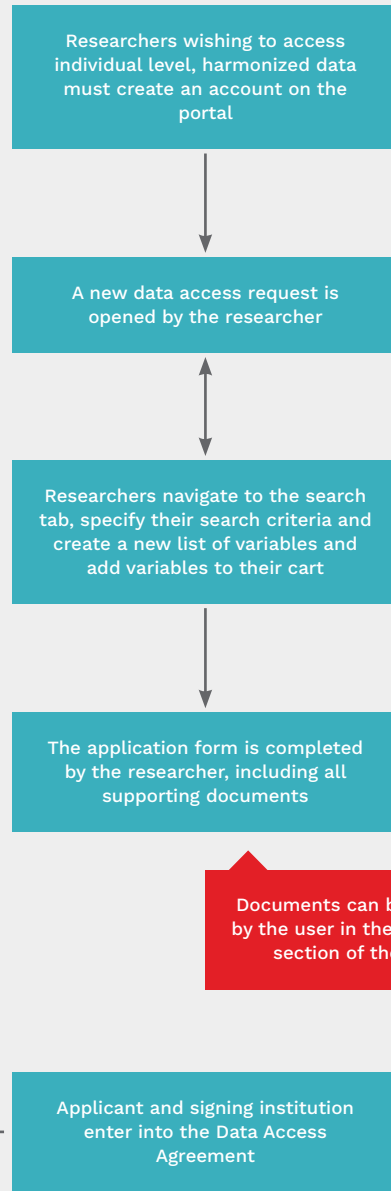 Researchers wishing to access
individual level, harmonized data
must create an account on the
portal
A new data access request is
opened by the researcher
Researchers navigate to the search
tab, specify their search criteria and
create a new list of variables and
add variables to their cart
The application form is completed
by the researcher, including all
supporting documents
Documents can
by the user in the
section of
Applicant and signing institution
enter into the Data Access
Agreement